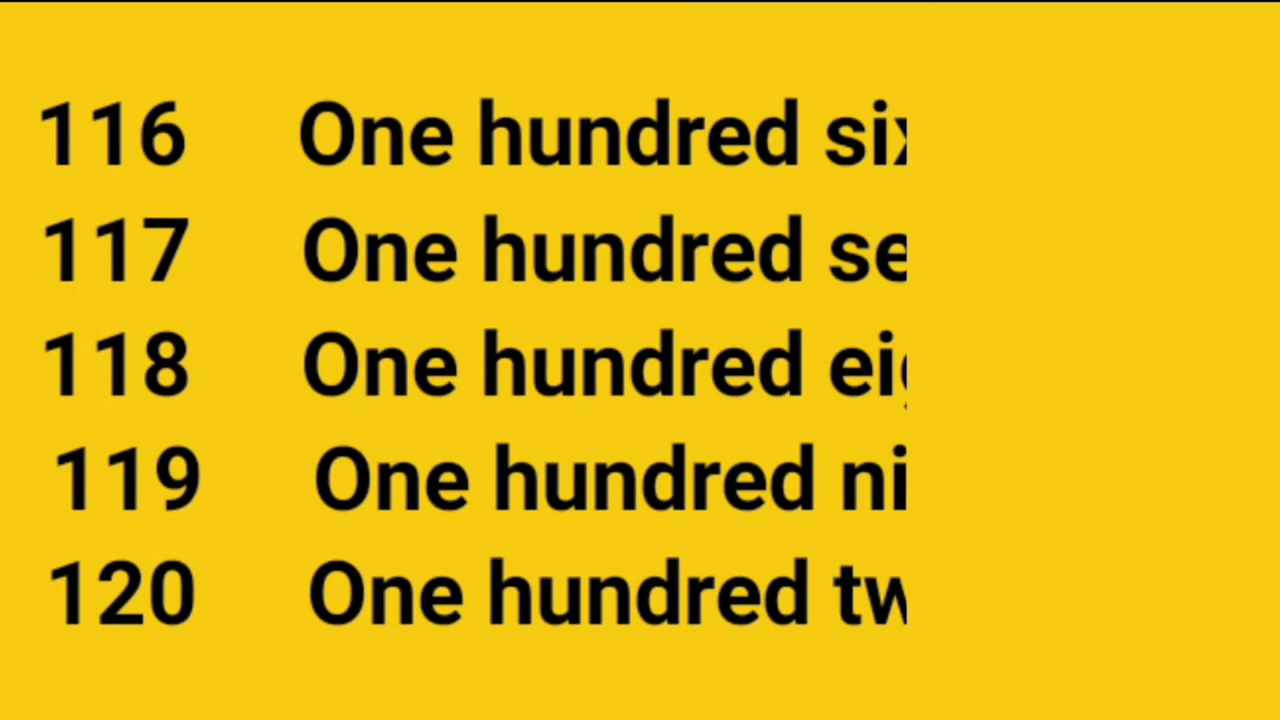 116 One hundred six
117 One hundred se
118 One hundred eig
119 One hundred ni
120 One hundred tw